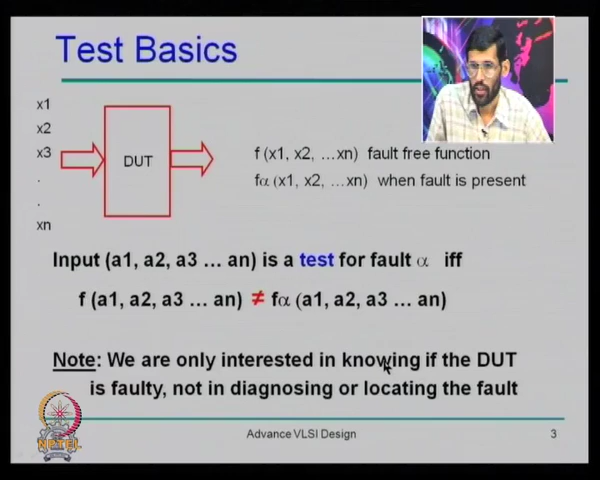 Test Basics
x1
x2
x3
.
.
xn
DUT
f (x1, x2, …xn) fault free function
fα (x1, x2, …xn) when fault is present
Input (a1, a2, a3 … an) is a test for fault α iff
f (a1, a2, a3 … an) ≠ fα (a1, a2, a3 … an)
Note: We are only interested in knowing if the DUT
is faulty, not in diagnosing or locating the fault
NPTEL
Advance VLSI Design
3